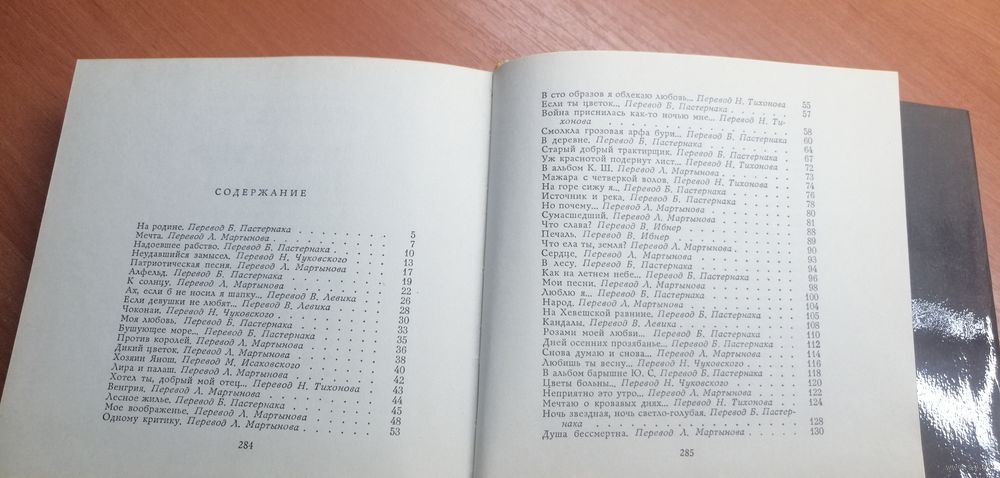 СОДЕРЖАНИЕ
На родине. Перевод Б. Пастернака . . . 5
Мечта. Перевод Л. Мартынова . . . 7
Надоевшее рабство. Перевод Б. Пастернака . . . 10
Неудавшийся замысел. Перевод Н. Чуковского . . . 13
Патриотическая песня. Перевод Л. Мартынова . . . 17
Алфельд. Перевод Б. Пастернака . . . 19
К солнцу. Перевод Л. Мартынова . . . 22
Ах, если б не носил я шапку... Перевод В. Левика . . . 26
Если девушки не любят... Перевод В. Левика . . . 28
Чоконаи. Перевод Н. Чуковского . . . 30
Моя любовь. Перевод Б. Пастернака . . . 33
Бушующее море... Перевод Б. Пастернака . . . 35
Против королей. Перевод Л. Мартынова . . . 36
Дикий цветок. Перевод Л. Мартынова . . . 38
Хозяин Янош. Перевод М. Исаковского . . . 40
Лира и палаш. Перевод Л. Мартынова . . . 42
Хотел ты, добрый мой отец... Перевод Н. Тихонова . . . 43
Венгрия. Перевод Л. Мартынова . . . 44
Лесное жилье. Перевод Б. Пастернака . . . 45
Мое воображенье. Перевод Л. Мартынова . . . 48
Одному критику. Перевод Л. Мартынова . . . 53
284
В сто образов я облекаю любовь... Перевод Н. Тихонова 55
Если ты цветок... Перевод Б. Пастернака . . . 57
Война приснилась как-то ночью мне... Перевод Н. Ти-
хонова . . . 58
Смолкла грозовая арфа бури... Перевод Б. Пастернака 60
В деревне. Перевод Б. Пастернака . . . 64
Старый добрый трактирщик. Перевод Б. Пастернака . . . 67
Уж краснотой подернут лист... Перевод Н. Тихонова . . . 72
В альбом К. Ш. Перевод Л. Мартынова . . . 73
Мажара с четверкой волов. Перевод Н. Тихонова . . . 74
На горе сижу я... Перевод Б. Пастернака . . . 76
Источник и река. Перевод Б. Пастернака . . . 78
Но почему... Перевод Л. Мартынова . . . 80
Сумасшедший. Перевод Л. Мартынова . . . 81
Что слава? Перевод В. Инбер . . . 88
Печаль. Перевод В. Инбер . . . 89
Что ела ты, земля? Перевод Л. Мартынова . . . 90
Сердце. Перевод Л. Мартынова . . . 93
В лесу. Перевод Б. Пастернака . . . 94
Как на летнем небе... Перевод Б. Пастернака . . . 96
Мои песни. Перевод Л. Мартынова . . . 98
Люблю я... Перевод Б. Пастернака . . . 100
Народ. Перевод Л. Мартынова . . . 104
На Хевешской равнине. Перевод Б. Пастернака . . . 105
Кандалы. Перевод В. Левика . . . 108
Розами моей любви... Перевод Б. Пастернака . . . 110
Дней осенних прозябанье... Перевод Б. Пастернака . . . 112
Снова думаю и снова... Перевод Л. Мартынова . . . 114
Любишь ты весну... Перевод Н. Чуковского . . . 116
В альбом барышне Ю. С. Перевод Б. Пастернака . . . 118
Цветы больны... Перевод Н. Чуковского . . . 120
Неприятно это утро... Перевод Л. Мартынова . . . 122
Мечтаю о кровавых днях... Перевод Н. Тихонова . . . 124
Ночь звездная, ночь светло-голубая. Перевод Б. Пастер-
нака . . . 128
Душа бессмертна. Перевод Л. Мартынова . . . 130
285